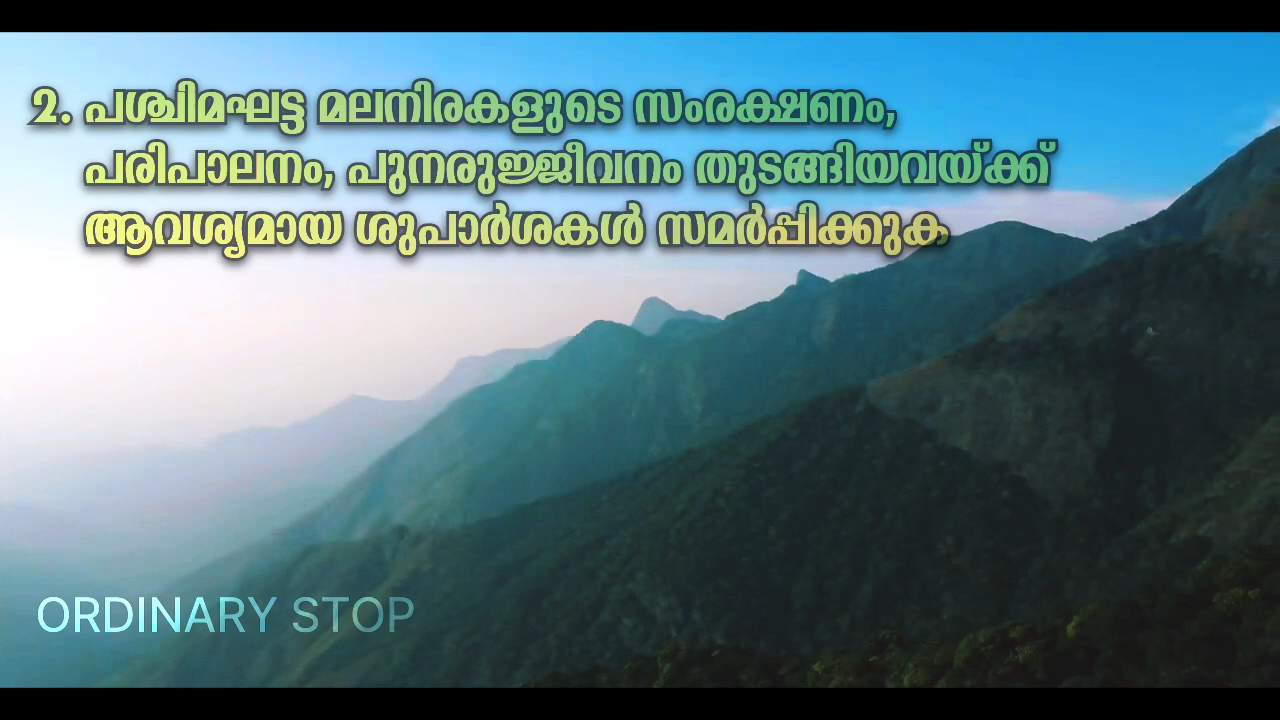 2. പശ്ചിമഘട്ട മലനിരകളുടെ സംരക്ഷണം,
പരിപാലനം, പുനരുജ്ജീവനം തുടങ്ങിയവയ്ക്ക്
ആവശ്യമായ ശുപാർശകൾ സമർപ്പിക്കുക
ORDINARY STOP